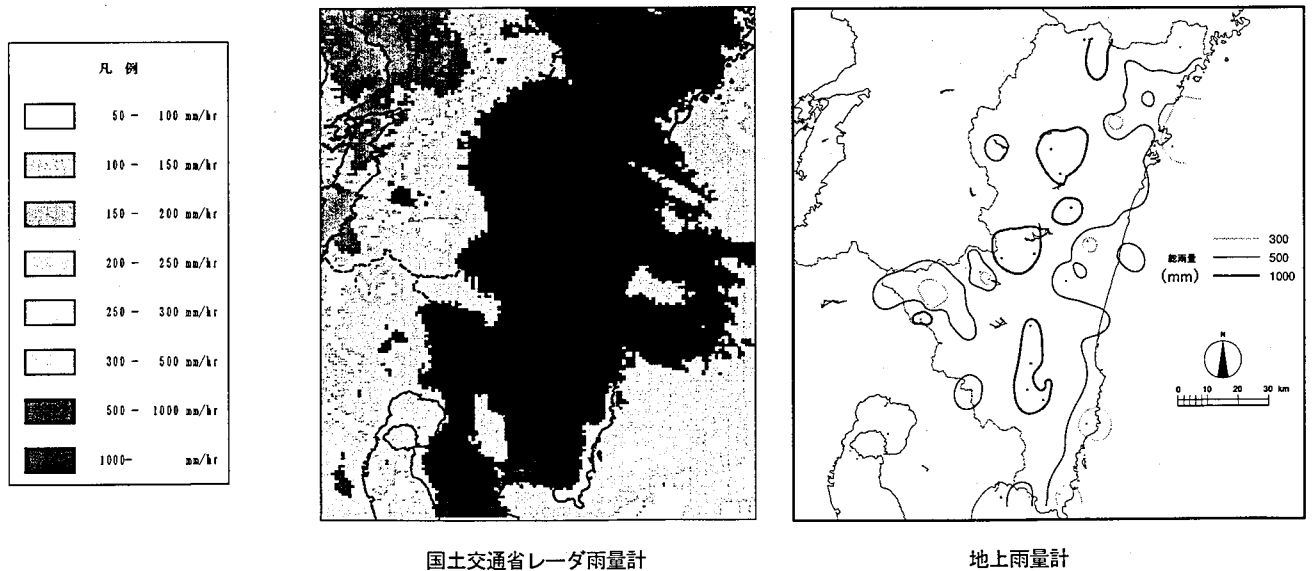 凡 例
50 - 100 mm/hr
100 - 150 mm/hr
150 - 200 mm/hr
200 - 250 mm/hr
250 - 300 mm/hr
300 - 500 mm/hr
500 - 1000 mm/hr
1000- mm/hr
国土交通省レーダ雨量計
300
総雨量 500
(mm) 1000
N
0 10 20 30 km
地上雨量計